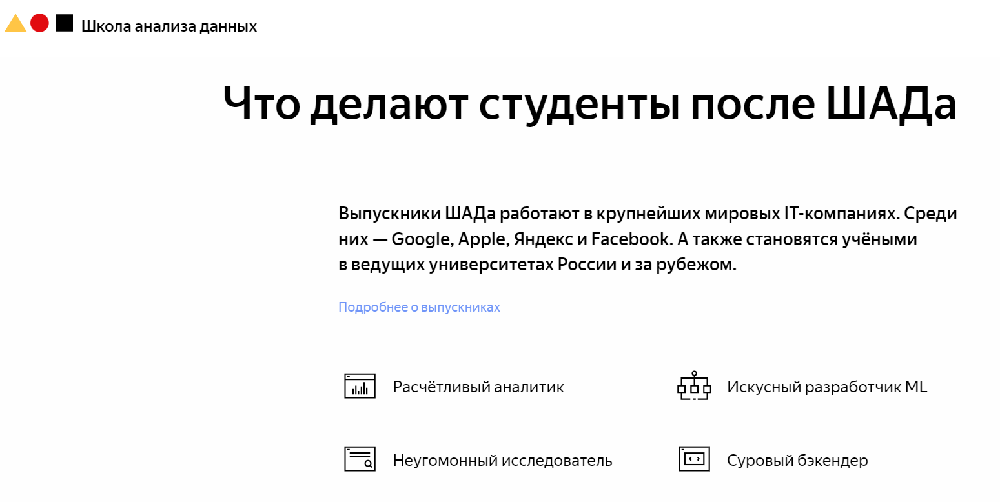 Школа анализа данных
Что делают студенты после ШАДа
Выпускники ШАДа работают в крупнейших мировых IT-компаниях. Среди
них — Google, Apple, Яндекс и Facebook. А также становятся учёными
в ведущих университетах России и за рубежом.
Подробнее о выпускниках
Расчётливый аналитик
Искусный разработчик ML
Неугомонный исследователь
Суровый бэкендер